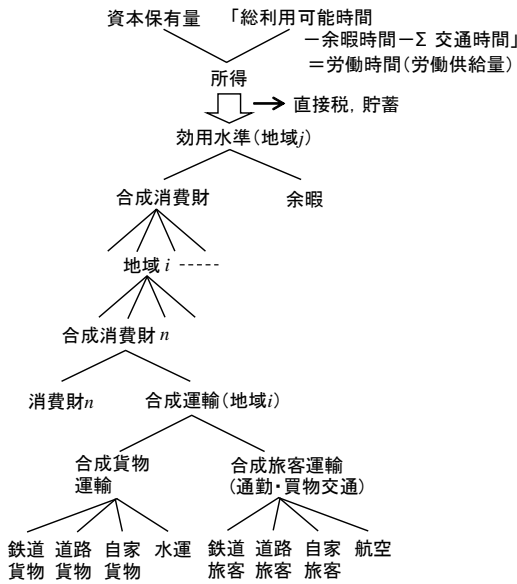 資本保有量 「総利用可能時間
－余暇時間－Σ 交通時間」
＝労働時間(労働供給量)
所得
直接税，貯蓄
効用水準(地域j)
合成消費財 余暇
地域 i -----
合成消費財 n
消費財n 合成運輸(地域i)
合成貨物 合成旅客運輸
運輸 (通勤・買物交通)
鉄道 道路 自家 水運 鉄道 道路 自家 航空
貨物 貨物 貨物 旅客 旅客 旅客